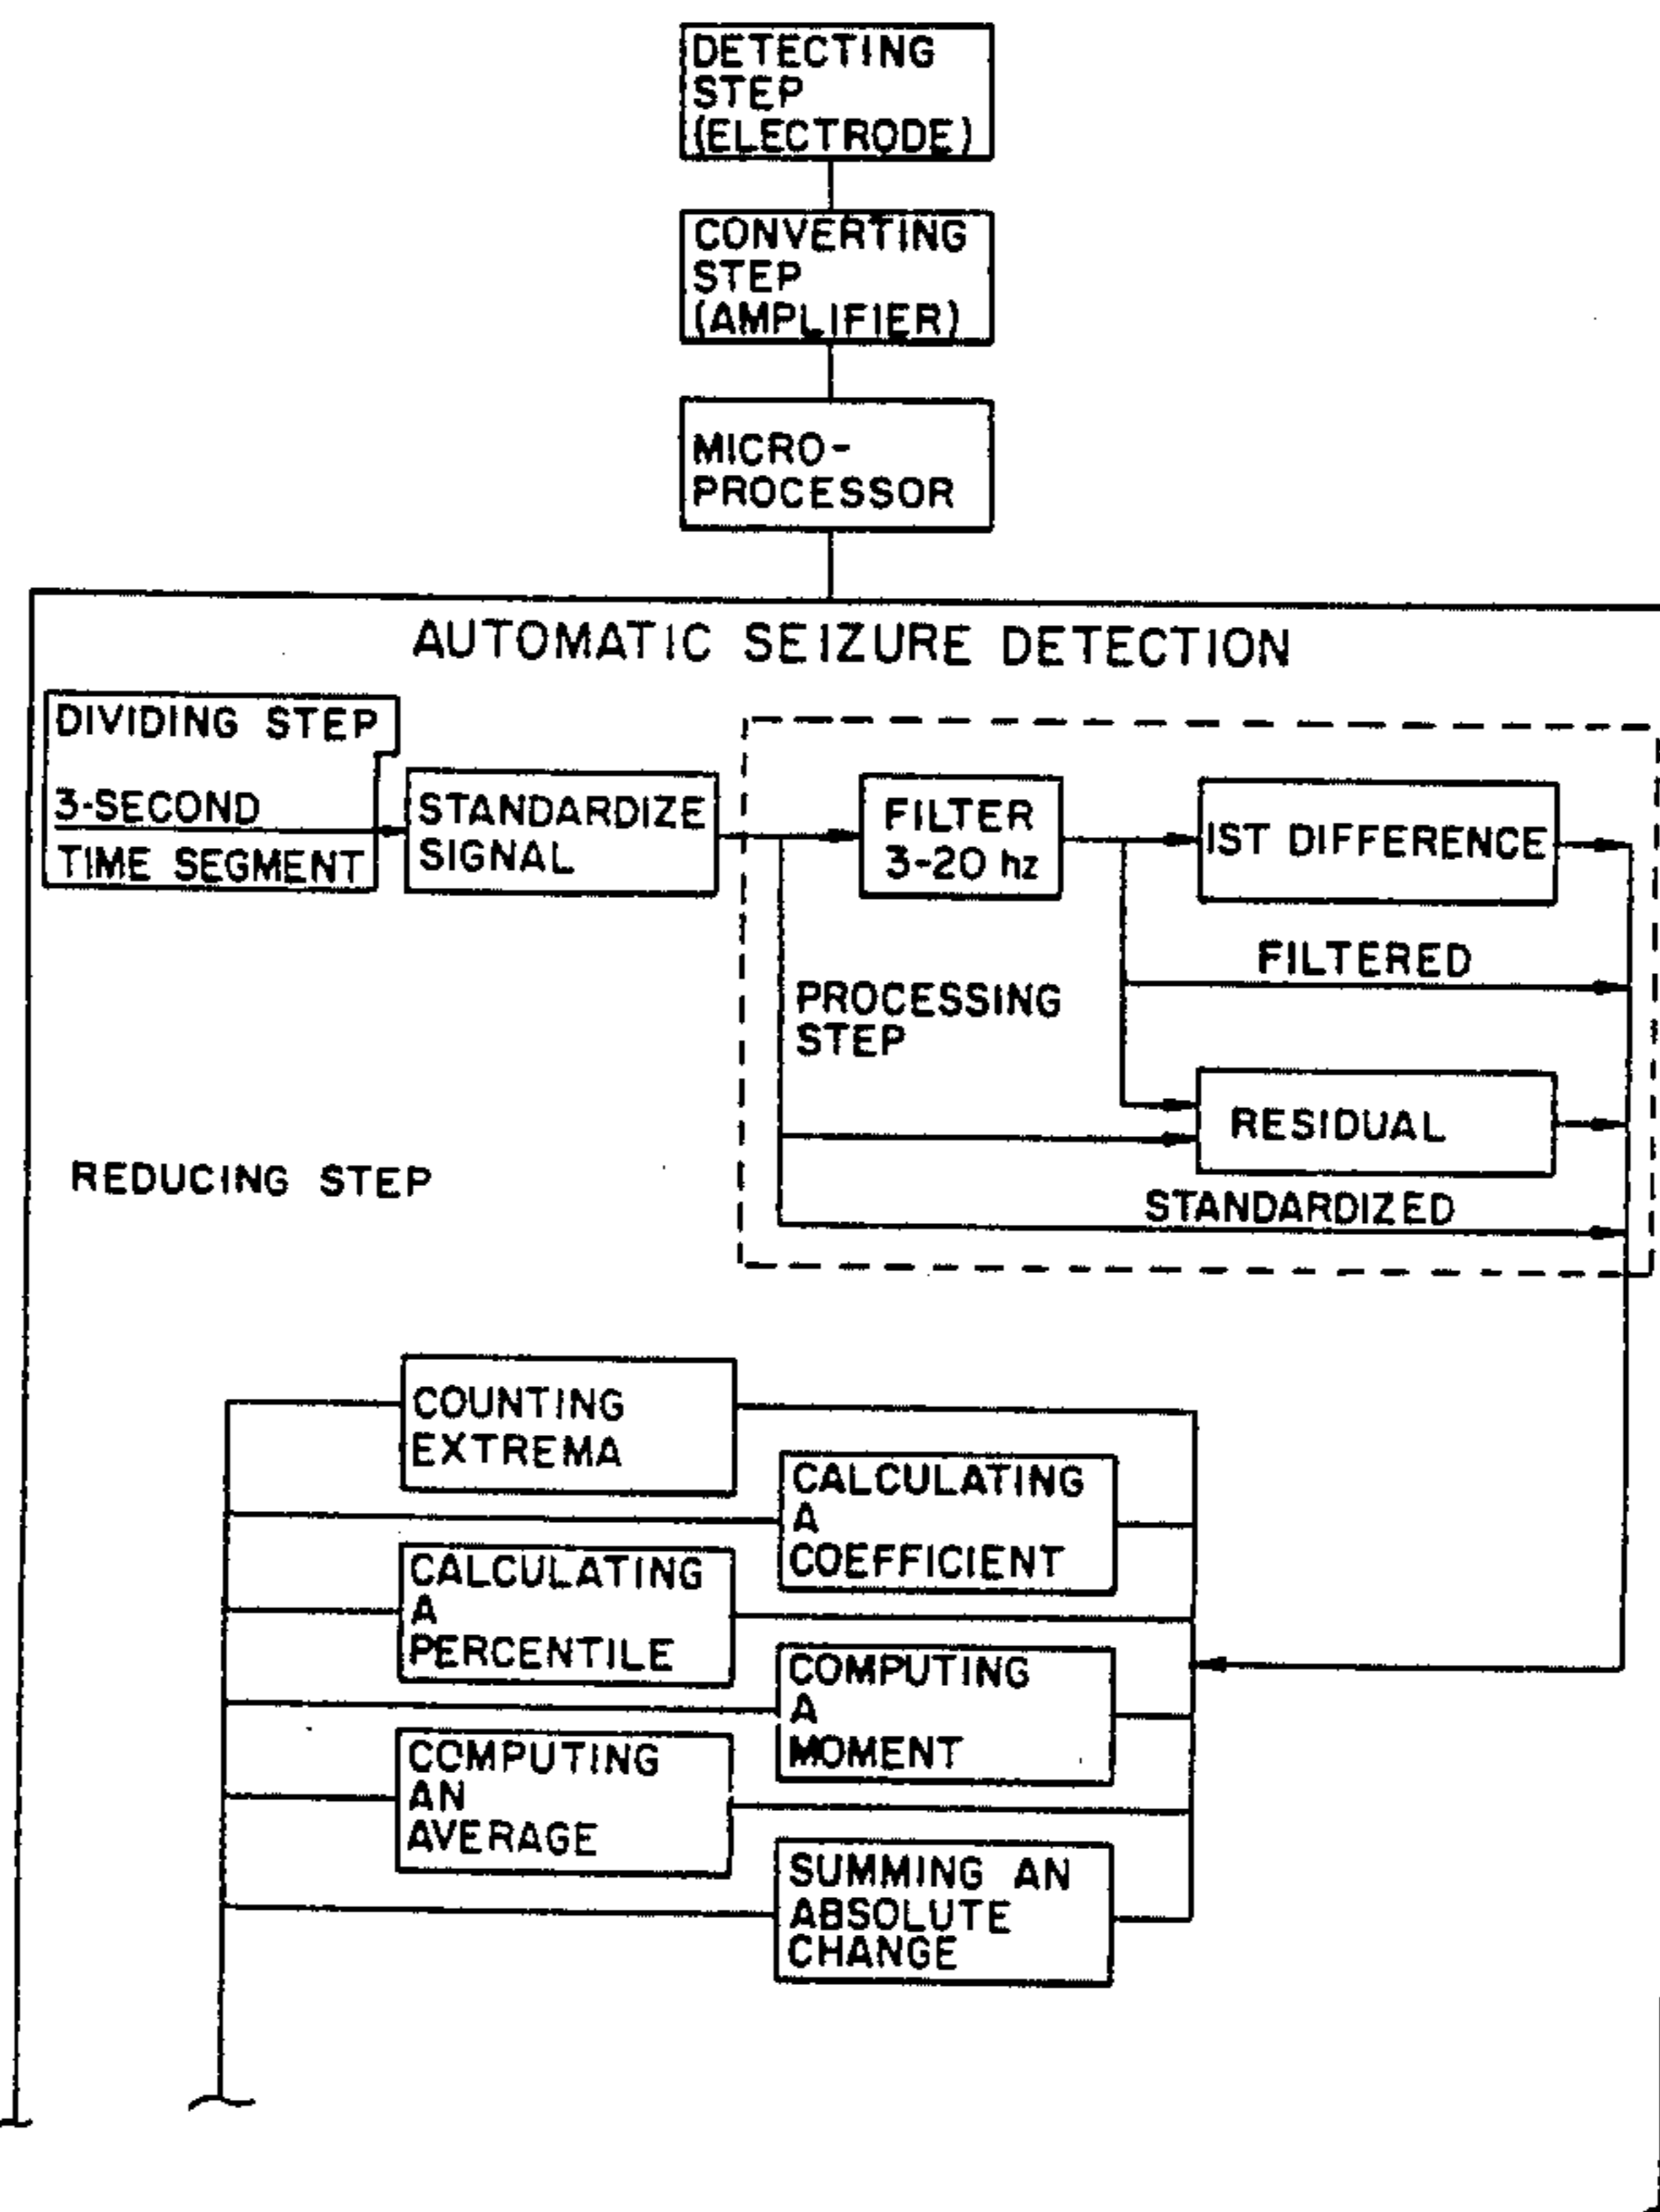 DETECTING
STEP
(ELECTRODE)
CONVERTING
STEP
(AMPLIFIER)
MICRO-
PROCESSOR
AUTOMATIC SEIZURE DETECTION
DIVIDING STEP
3-SECOND
TIME SEGMENT
STANDARDIZE
SIGNAL
FILTER
3-20 hz
IST DIFFERENCE
FILTERED
PROCESSING
STEP
RESIDUAL
STANDARDIZED
REDUCING STEP
COUNTING
EXTREMA
CALCULATING
A
COEFFICIENT
CALCULATING
A
PERCENTILE
COMPUTING
A
MOMENT
COMPUTING
AN
AVERAGE
SUMMING AN
ABSOLUTE
CHANGE